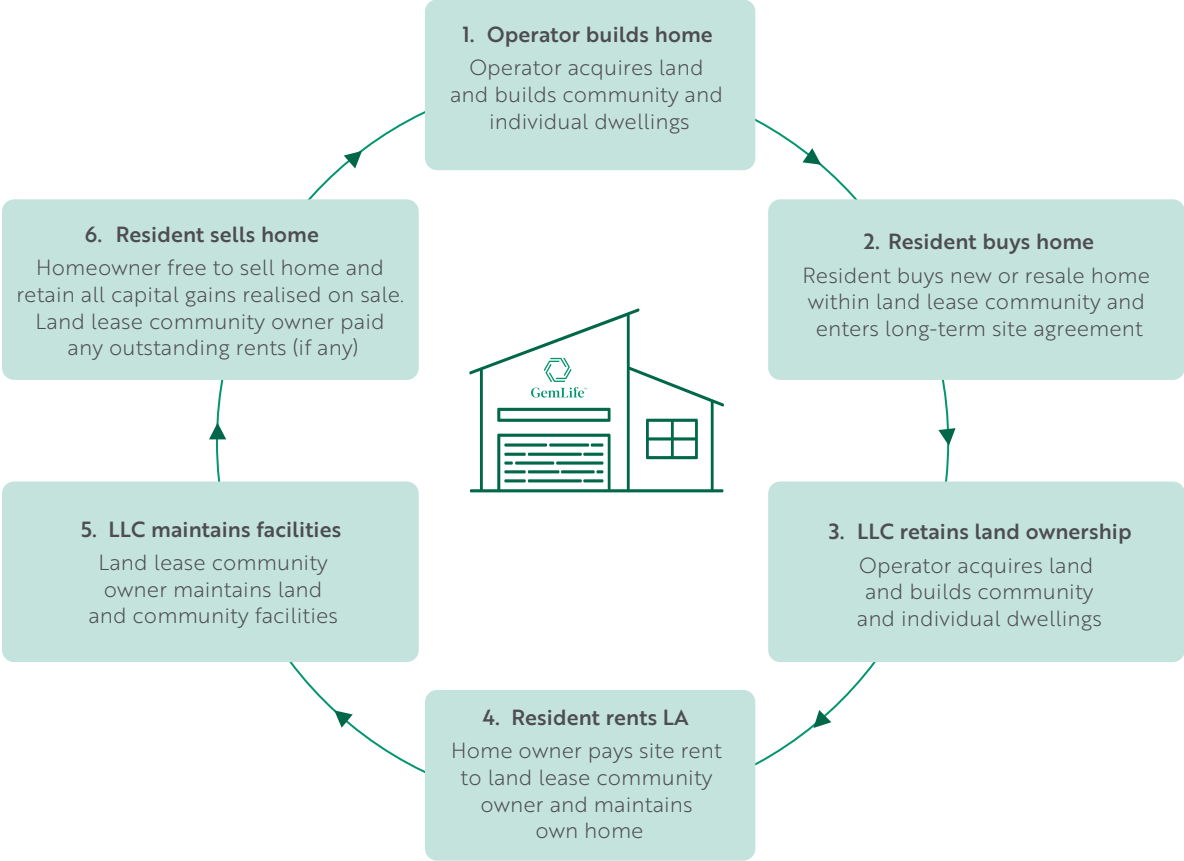 1. Operator builds home
Operator acquires land
and builds community and
individual dwellings
2. Resident buys home
Resident buys new or resale home
within land lease community and
enters long-term site agreement
3. LLC retains land ownership
Operator acquires land
and builds community
and individual dwellings
4. Resident rents LA
Home owner pays site rent
to land lease community
owner and maintains
own home
5. LLC maintains facilities
Land lease community
owner maintains land
and community facilities
6. Resident sells home
Homeowner free to sell home and
retain all capital gains realised on sale.
Land lease community owner paid
any outstanding rents (if any)
GemLife